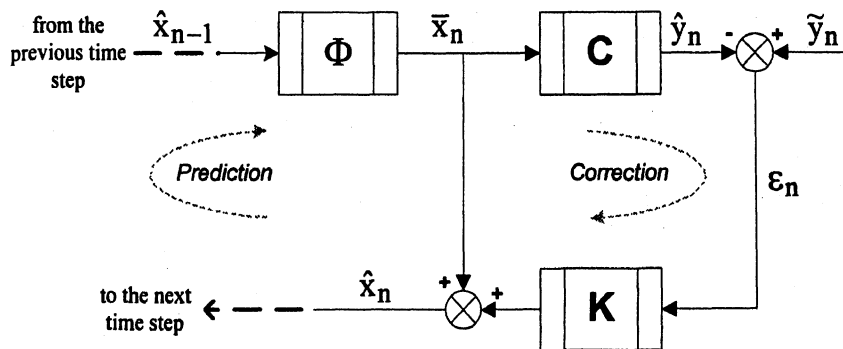 from the
previous time
step
x̂ₙ₋₁
Φ
x̄ₙ
C
ŷₙ
-
+
ỹₙ
Prediction
Correction
εₙ
to the next
time step
x̂ₙ
+
+
K